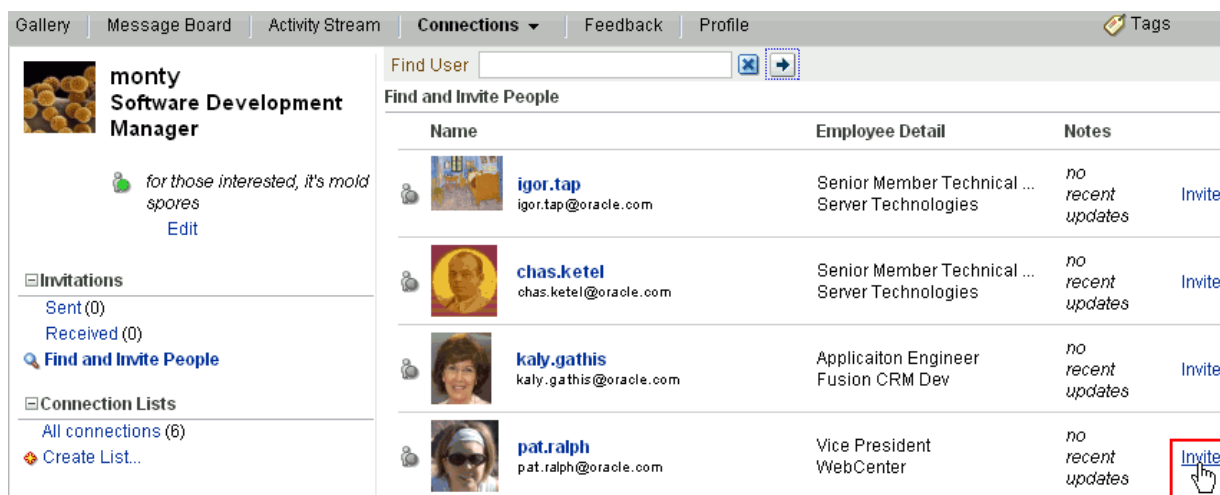 Gallery Message Board Activity Stream Connections Feedback Profile Tags
monty
Software Development
Manager
for those interested, it's mold
spores
Edit
Invitations
Sent (0)
Received (0)
Find and Invite People
Connection Lists
All connections (6)
Create List...
Find User
Find and Invite People
Name Employee Detail Notes
igor.tap
igor.tap@oracle.com
Senior Member Technical ...
Server Technologies
no
recent
updates
Invite
chas.ketel
chas.ketel@oracle.com
Senior Member Technical ...
Server Technologies
no
recent
updates
Invite
kaly.gathis
kaly.gathis@oracle.com
Applicaiton Engineer
Fusion CRM Dev
no
recent
updates
Invite
pat.ralph
pat.ralph@oracle.com
Vice President
WebCenter
no
recent
updates
Invite